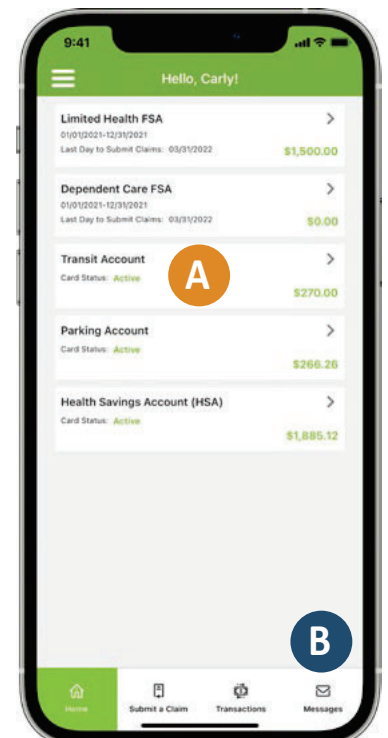 9:41
Hello, Carly!
Limited Health FSA
01/01/2021-12/31/2021
Last Day to Submit Claims: 03/31/2022
$1,500.00
Dependent Care FSA
01/01/2021-12/31/2021
Last Day to Submit Claims: 03/31/2022
$0.00
Transit Account
Card Status: Active
A
$270.00
Parking Account
Card Status: Active
$266.26
Health Savings Account (HSA)
Card Status: Active
$1,885.12
B
Home Submit a Claim Transactions Messages